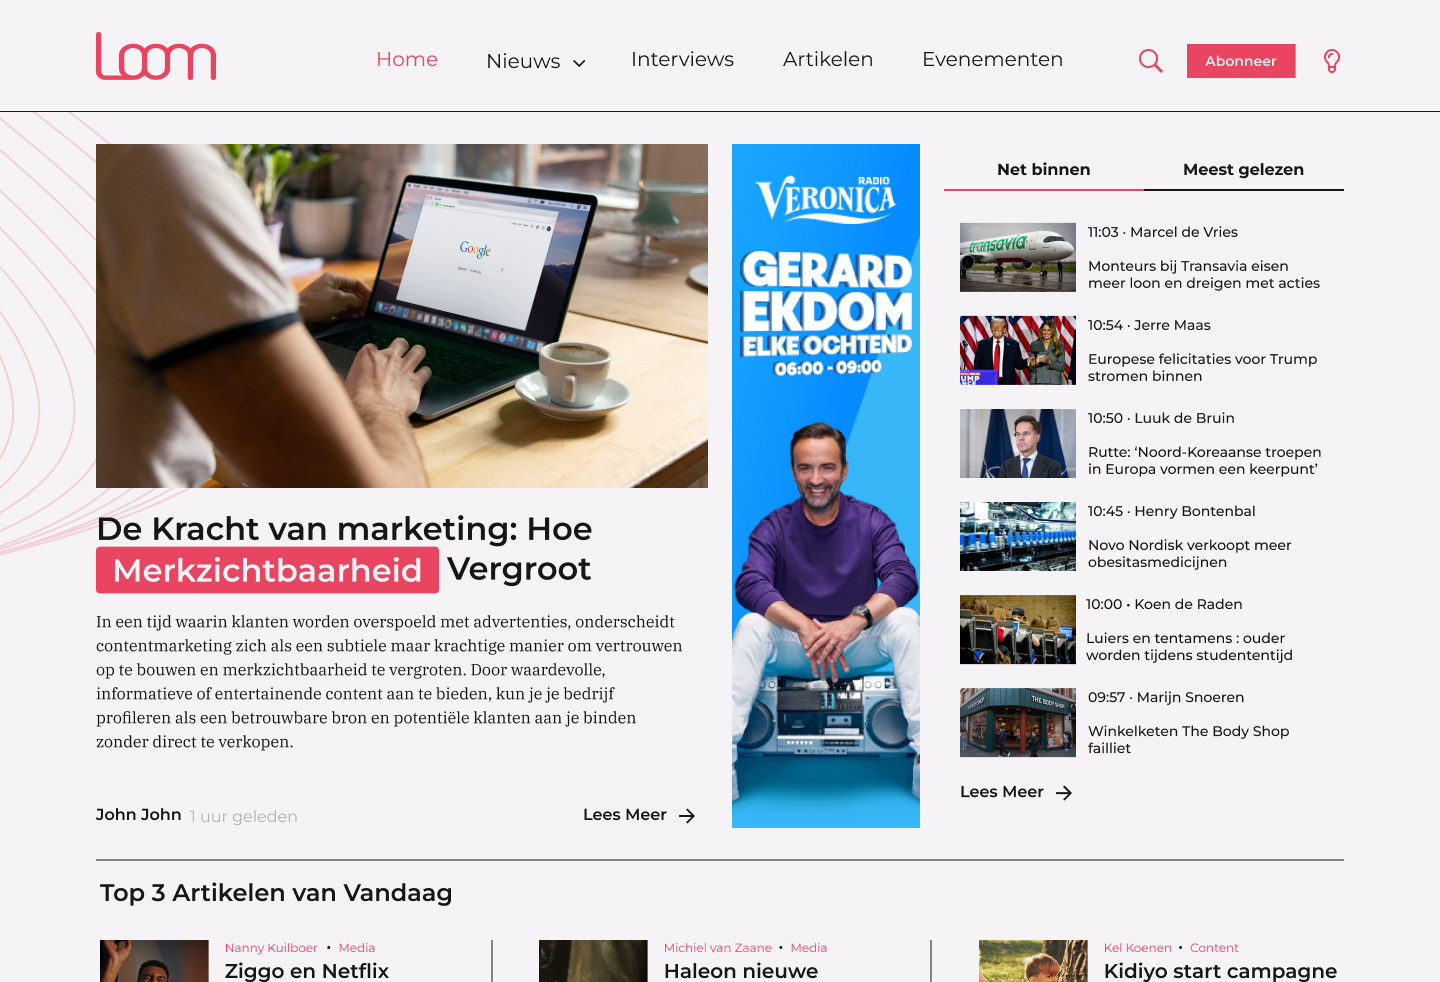 Loom
Home
Nieuws
Interviews
Artikelen
Evenementen
Abonneer
Google
De Kracht van marketing: Hoe
Merkzichtbaarheid Vergroot
In een tijd waarin klanten worden overspoeld met advertenties, onderscheidt
contentmarketing zich als een subtiele maar krachtige manier om vertrouwen
op te bouwen en merkzichtbaarheid te vergroten. Door waardevolle,
informatieve of entertainende content aan te bieden, kun je je bedrijf
profileren als een betrouwbare bron en potentiële klanten aan je binden
zonder direct te verkopen.
John John 1 uur geleden
Lees Meer
RADIO
VERONICA
GERARD
EKDOM
ELKE OCHTEND
06:00 - 09:00
Net binnen
Meest gelezen
transavia
11:03 · Marcel de Vries
Monteurs bij Transavia eisen
meer loon en dreigen met acties
10:54 · Jerre Maas
Europese felicitaties voor Trump
stromen binnen
10:50 · Luuk de Bruin
Rutte: ‘Noord-Koreaanse troepen
in Europa vormen een keerpunt’
10:45 · Henry Bontenbal
Novo Nordisk verkoopt meer
obesitasmedicijnen
10:00 • Koen de Raden
Luiers en tentamens : ouder
worden tijdens studententijd
THE BODY SHOP
09:57 · Marijn Snoeren
Winkelketen The Body Shop
failliet
Lees Meer
Top 3 Artikelen van Vandaag
Nanny Kuilboer • Media
Ziggo en Netflix
Michiel van Zaane • Media
Haleon nieuwe
Kel Koenen • Content
Kidiyo start campagne